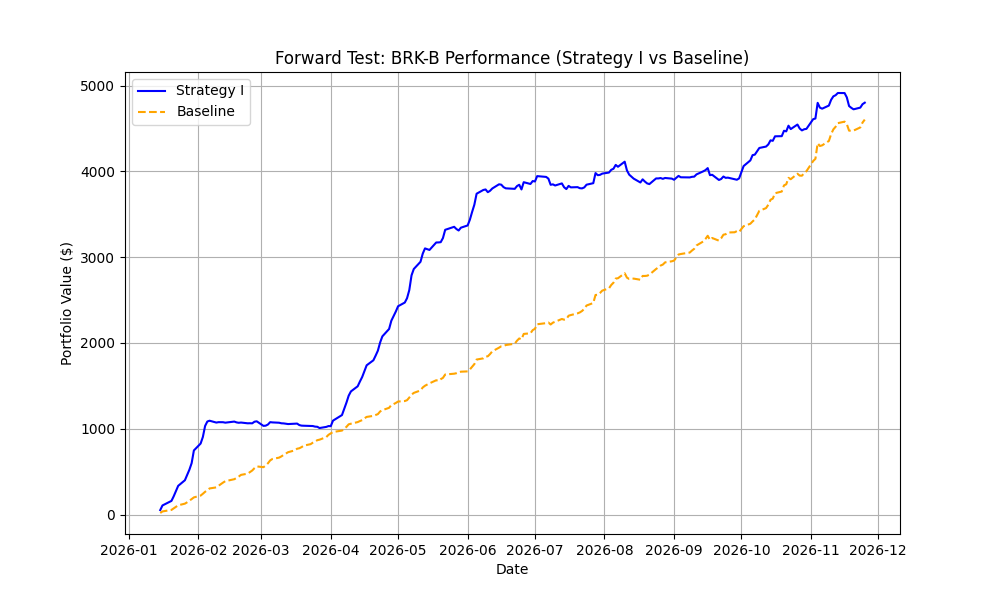 Forward Test: BRK-B Performance (Strategy I vs Baseline)
Strategy I
Baseline
Portfolio Value ($)
5000
4000
3000
2000
1000
0
2026-01 2026-02 2026-03 2026-04 2026-05 2026-06 2026-07 2026-08 2026-09 2026-10 2026-11 2026-12
Date